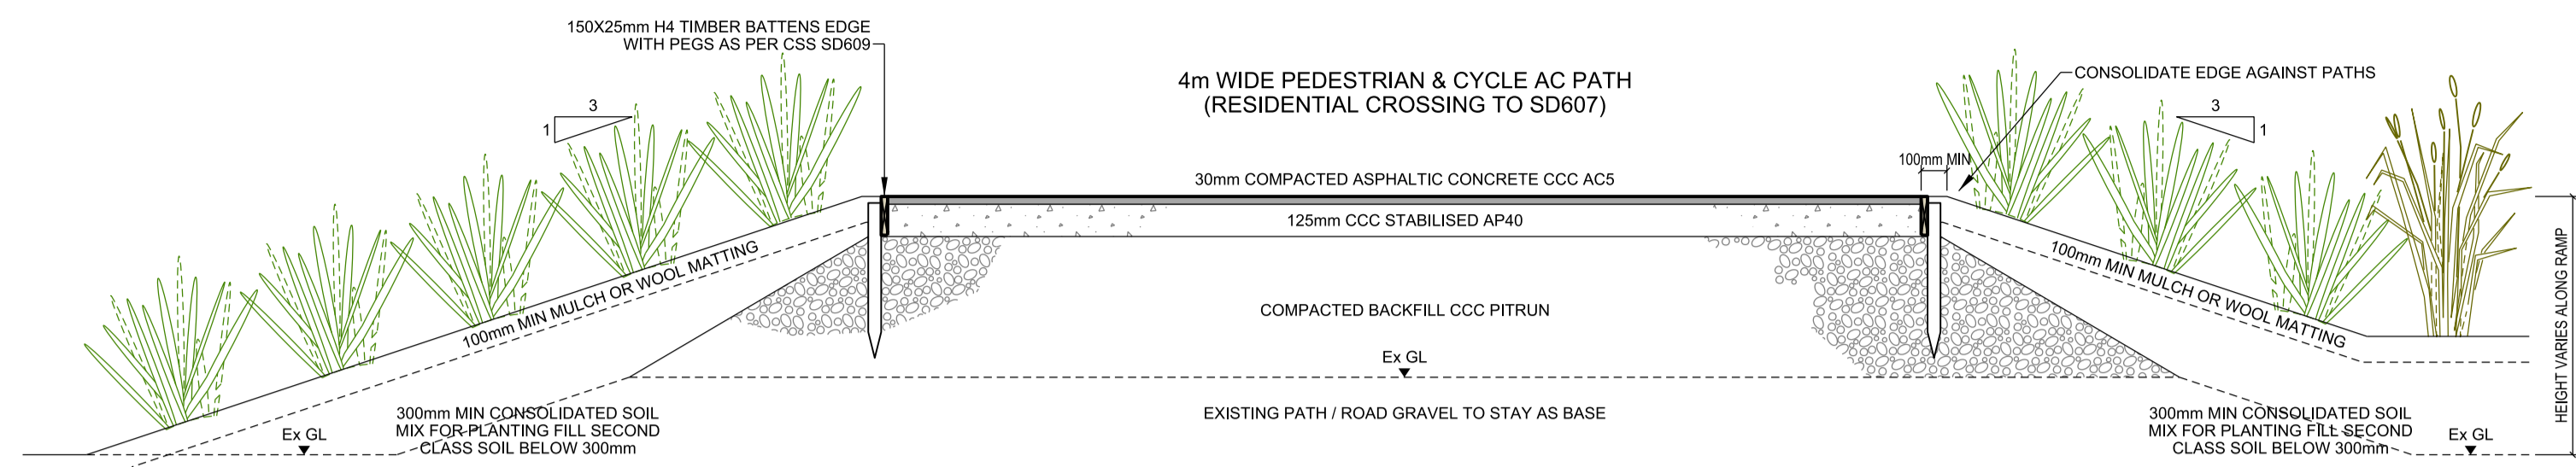 150X25mm H4 TIMBER BATTENS EDGE
WITH PEGS AS PER CSS SD609
4m WIDE PEDESTRIAN & CYCLE AC PATH
(RESIDENTIAL CROSSING TO SD607)
CONSOLIDATE EDGE AGAINST PATHS
3
1
3
1
100mm MIN
30mm COMPACTED ASPHALTIC CONCRETE CCC AC5
125mm CCC STABILISED AP40
100mm MIN MULCH OR WOOL MATTING
100mm MIN MULCH OR WOOL MATTING
COMPACTED BACKFILL CCC PITRUN
Ex GL
HEIGHT VARIES ALONG RAMP
EXISTING PATH / ROAD GRAVEL TO STAY AS BASE
Ex GL
300mm MIN CONSOLIDATED SOIL
MIX FOR PLANTING FILL SECOND
CLASS SOIL BELOW 300mm
300mm MIN CONSOLIDATED SOIL
MIX FOR PLANTING FILL SECOND
CLASS SOIL BELOW 300mm
Ex GL